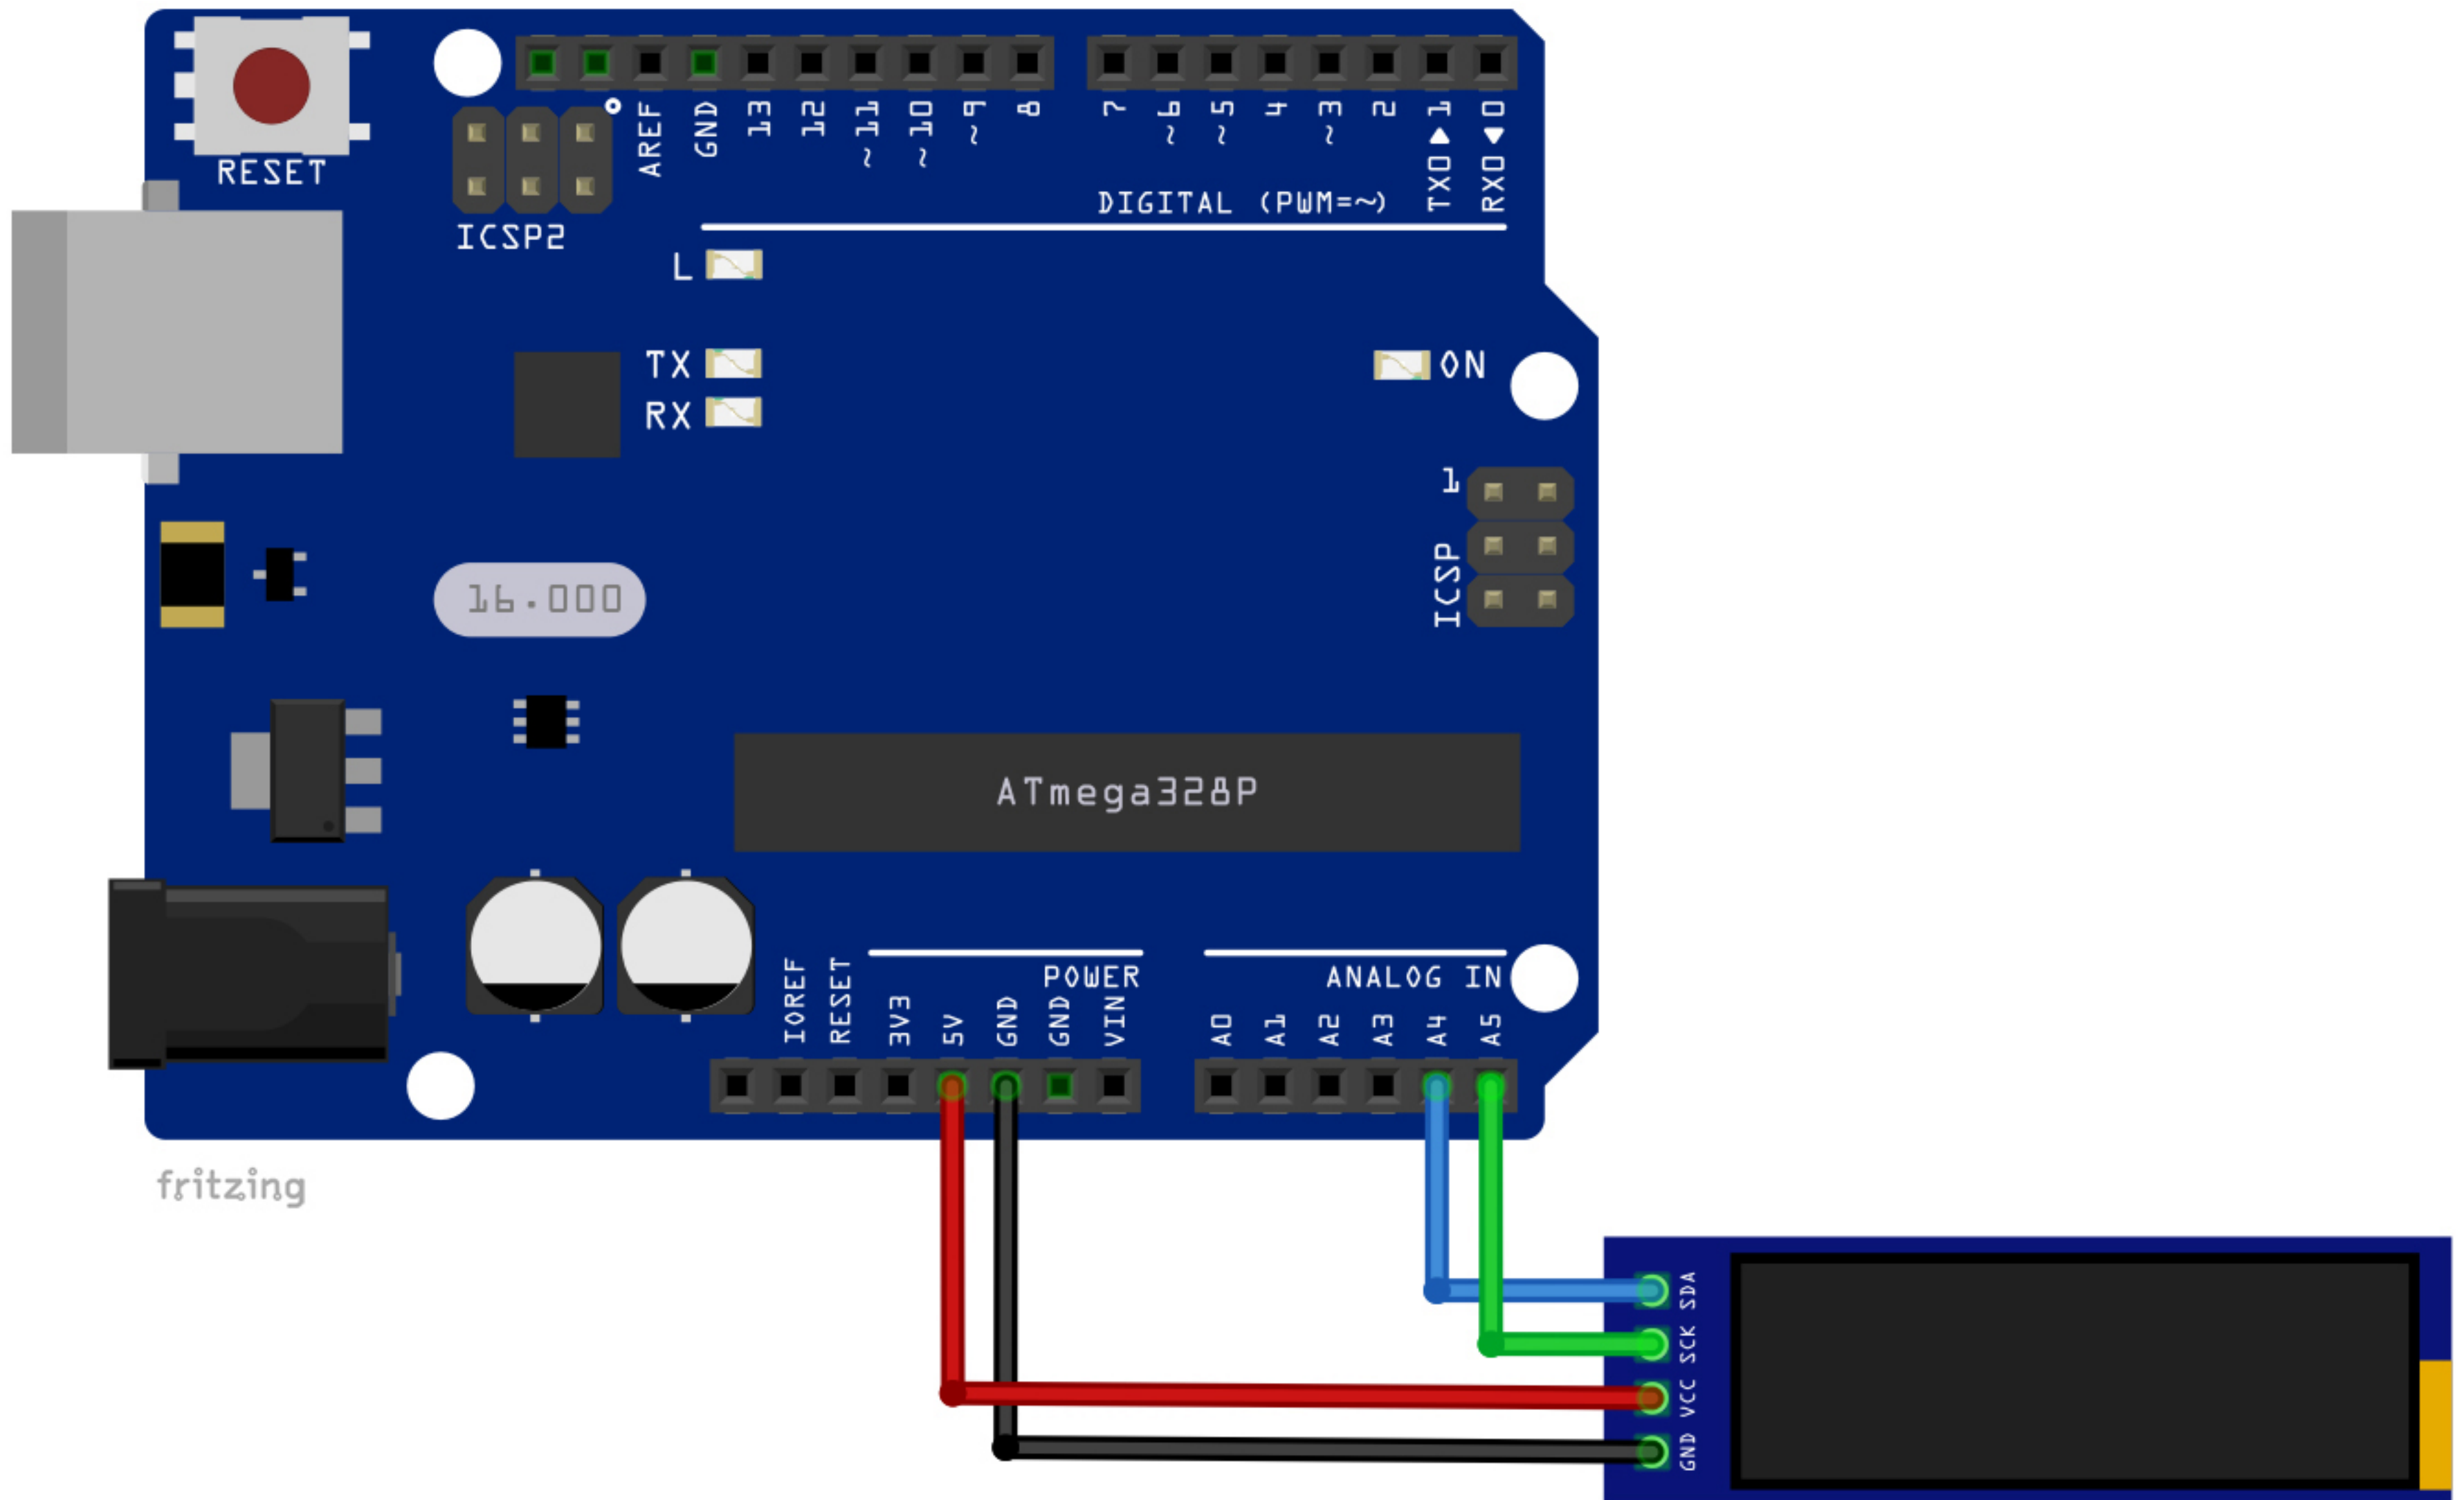 RESET
ICSP2
AREF
GND
13
12
~11
~10
~9
8
7
~6
~5
4
~3
2
TX0▶1
RX0◀0
DIGITAL (PWM=~)
L
TX
RX
ON
1
ICSP
16.000
ATmega328P
POWER
ANALOG IN
IOREF
RESET
3V3
5V
GND
GND
VIN
A0
A1
A2
A3
A4
A5
fritzing
SDA
SCK
VCC
GND